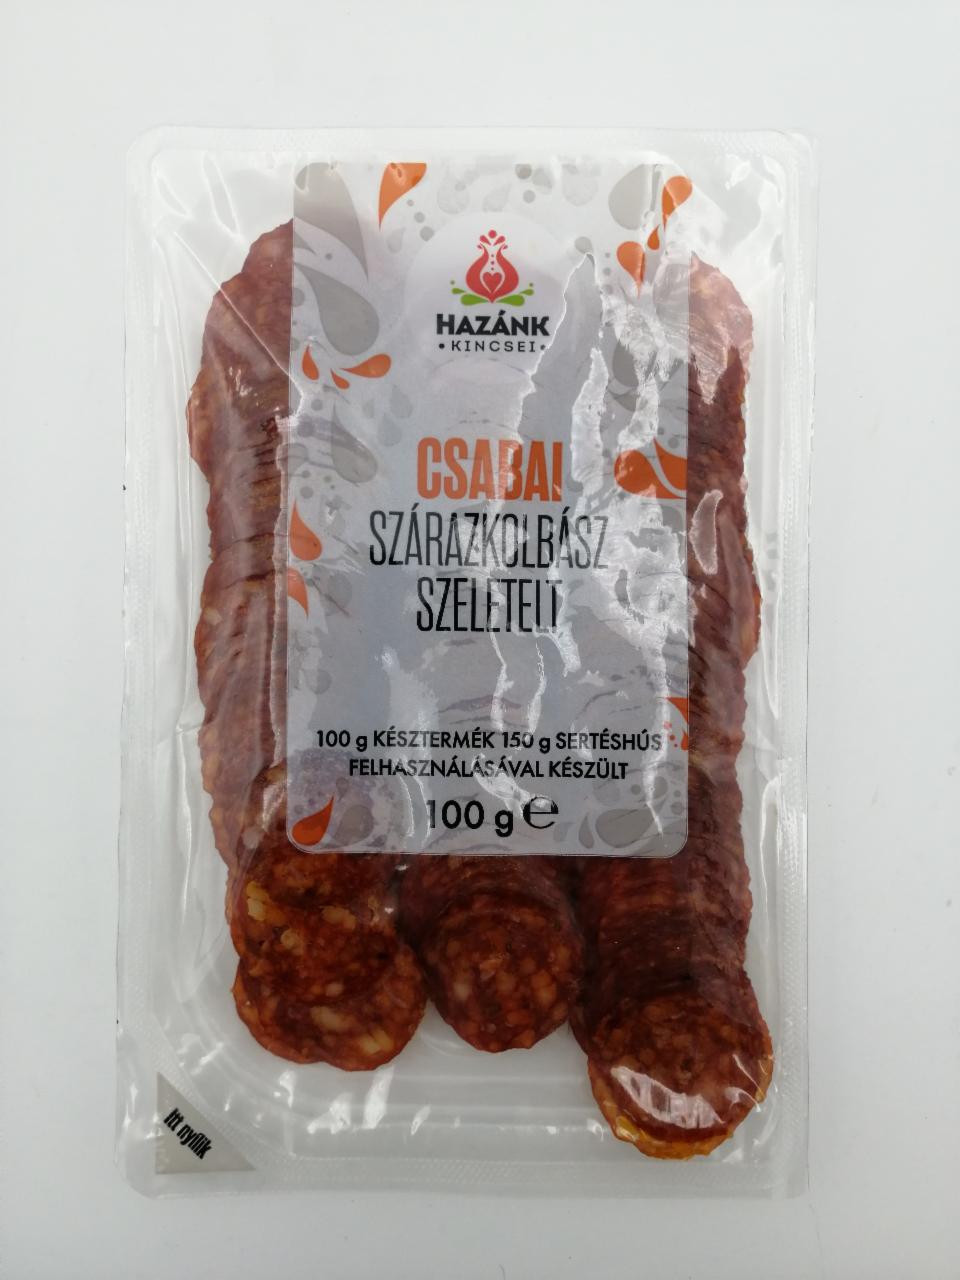 HAZÁNK
• KINCSEI •
CSABAI
SZÁRAZKOLBÁSZ
SZELETELT
100 g KÉSZTERMÉK 150 g SERTÉSHÚS
FELHASZNÁLÁSÁVAL KÉSZÜLT
100 g ℮
Itt nyílik